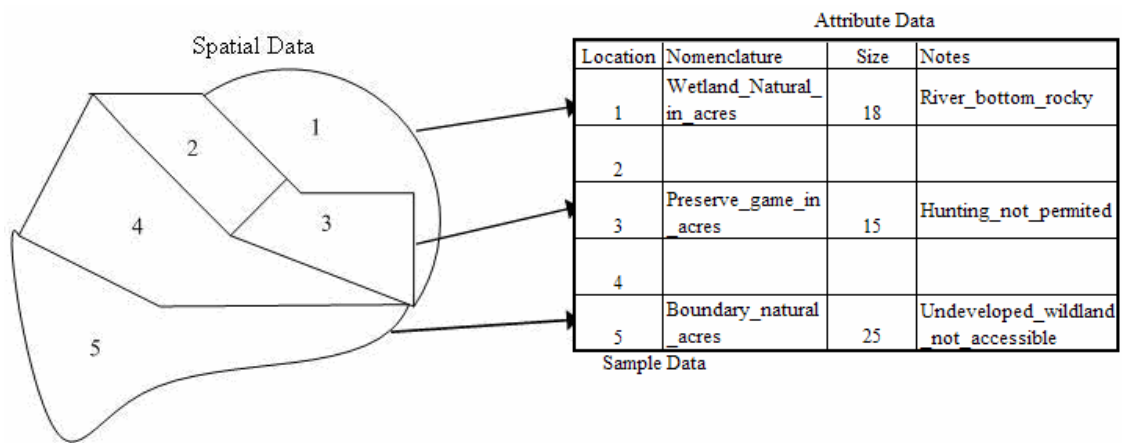 Attribute Data
Spatial Data
Location Nomenclature Size Notes
1 Wetland_Natural_
in_acres 18 River_bottom_rocky
2
3 Preserve_game_in
_acres 15 Hunting_not_permited
4
5 Boundary_natural
_acres 25 Undeveloped_wildland
_not_accessible
Sample Data
1
2
3
4
5